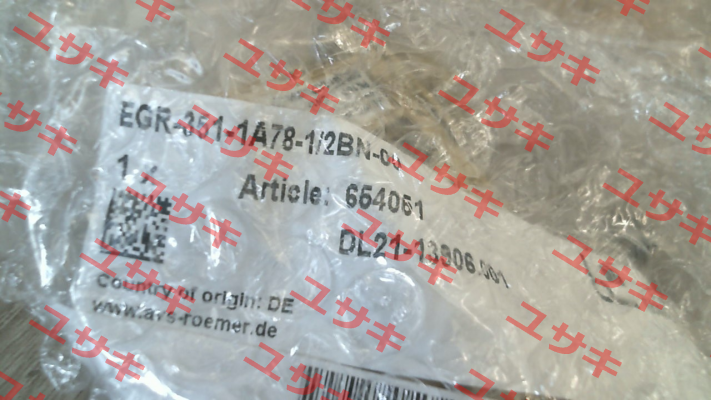 EGR-351-1A78-1/2BN-00
1 x
Article: 654061
DL21-13806.001
Country of origin: DE
www.avs-roemer.de
ユサキ